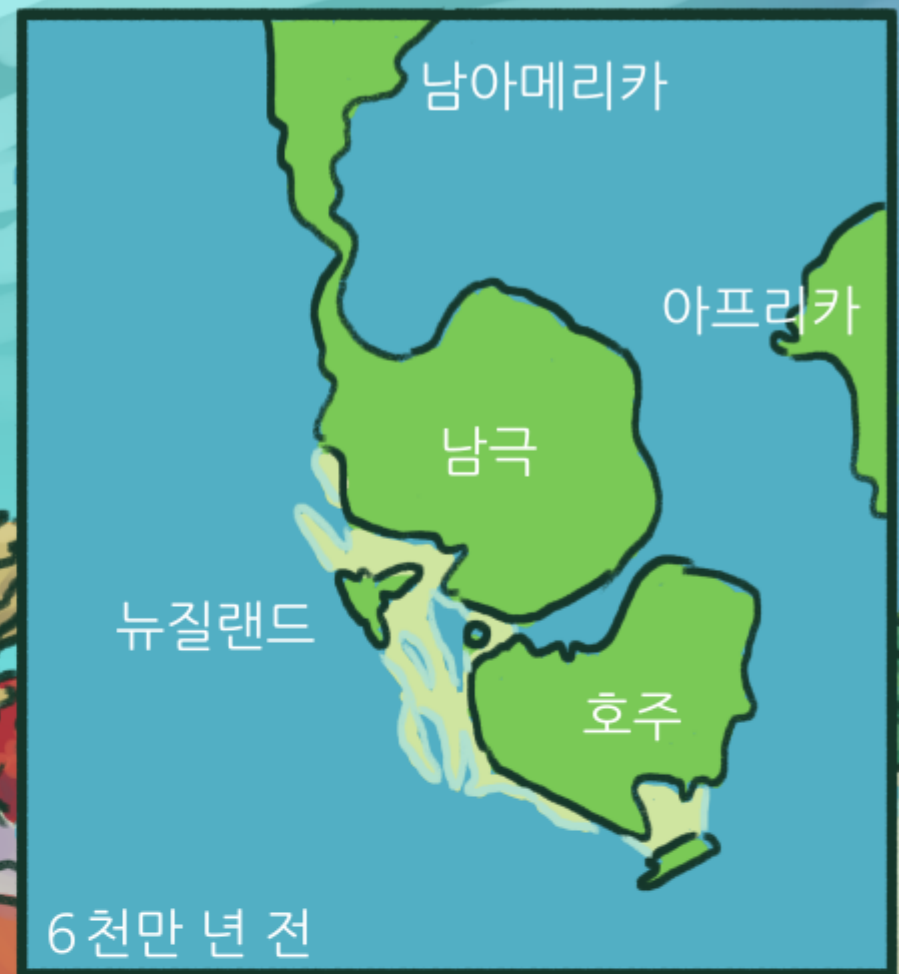 남아메리카
아프리카
남극
뉴질랜드
호주
6천만 년 전